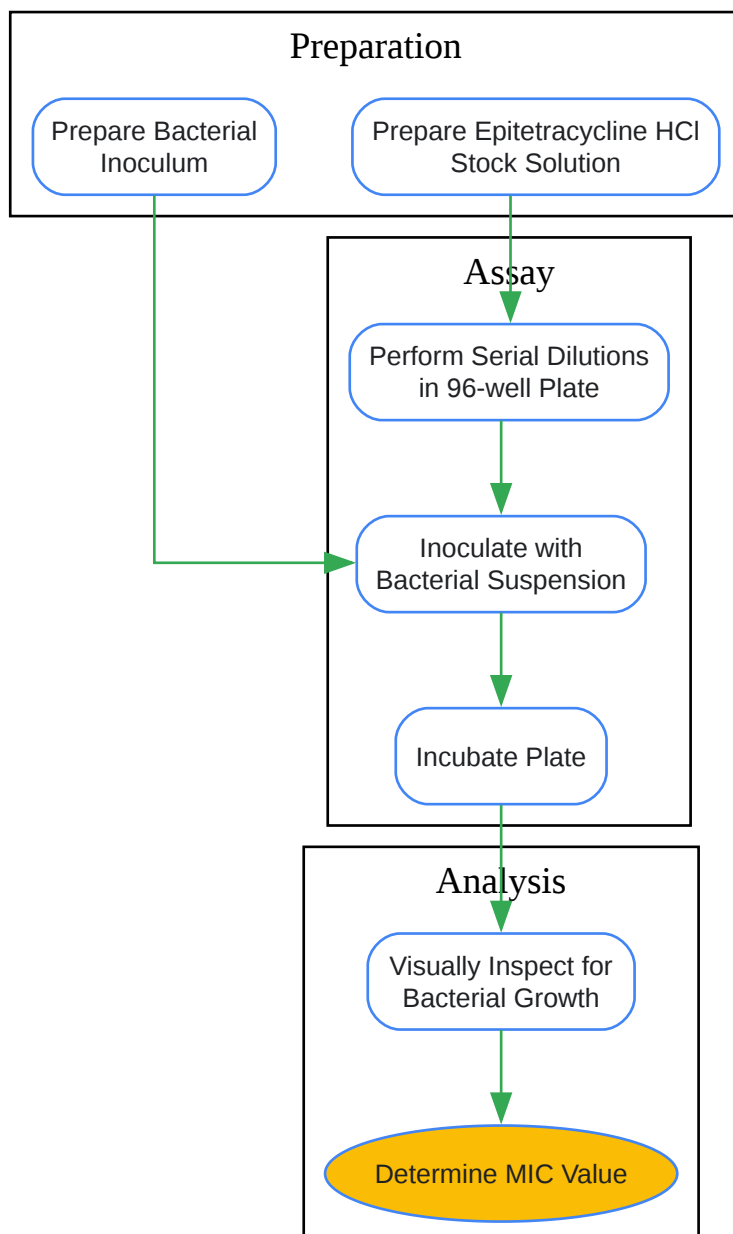 Preparation
Prepare Bacterial
Inoculum
Prepare Epitetracycline HCl
Stock Solution
Assay
Perform Serial Dilutions
in 96-well Plate
Inoculate with
Bacterial Suspension
Incubate Plate
Analysis
Visually Inspect for
Bacterial Growth
Determine MIC Value